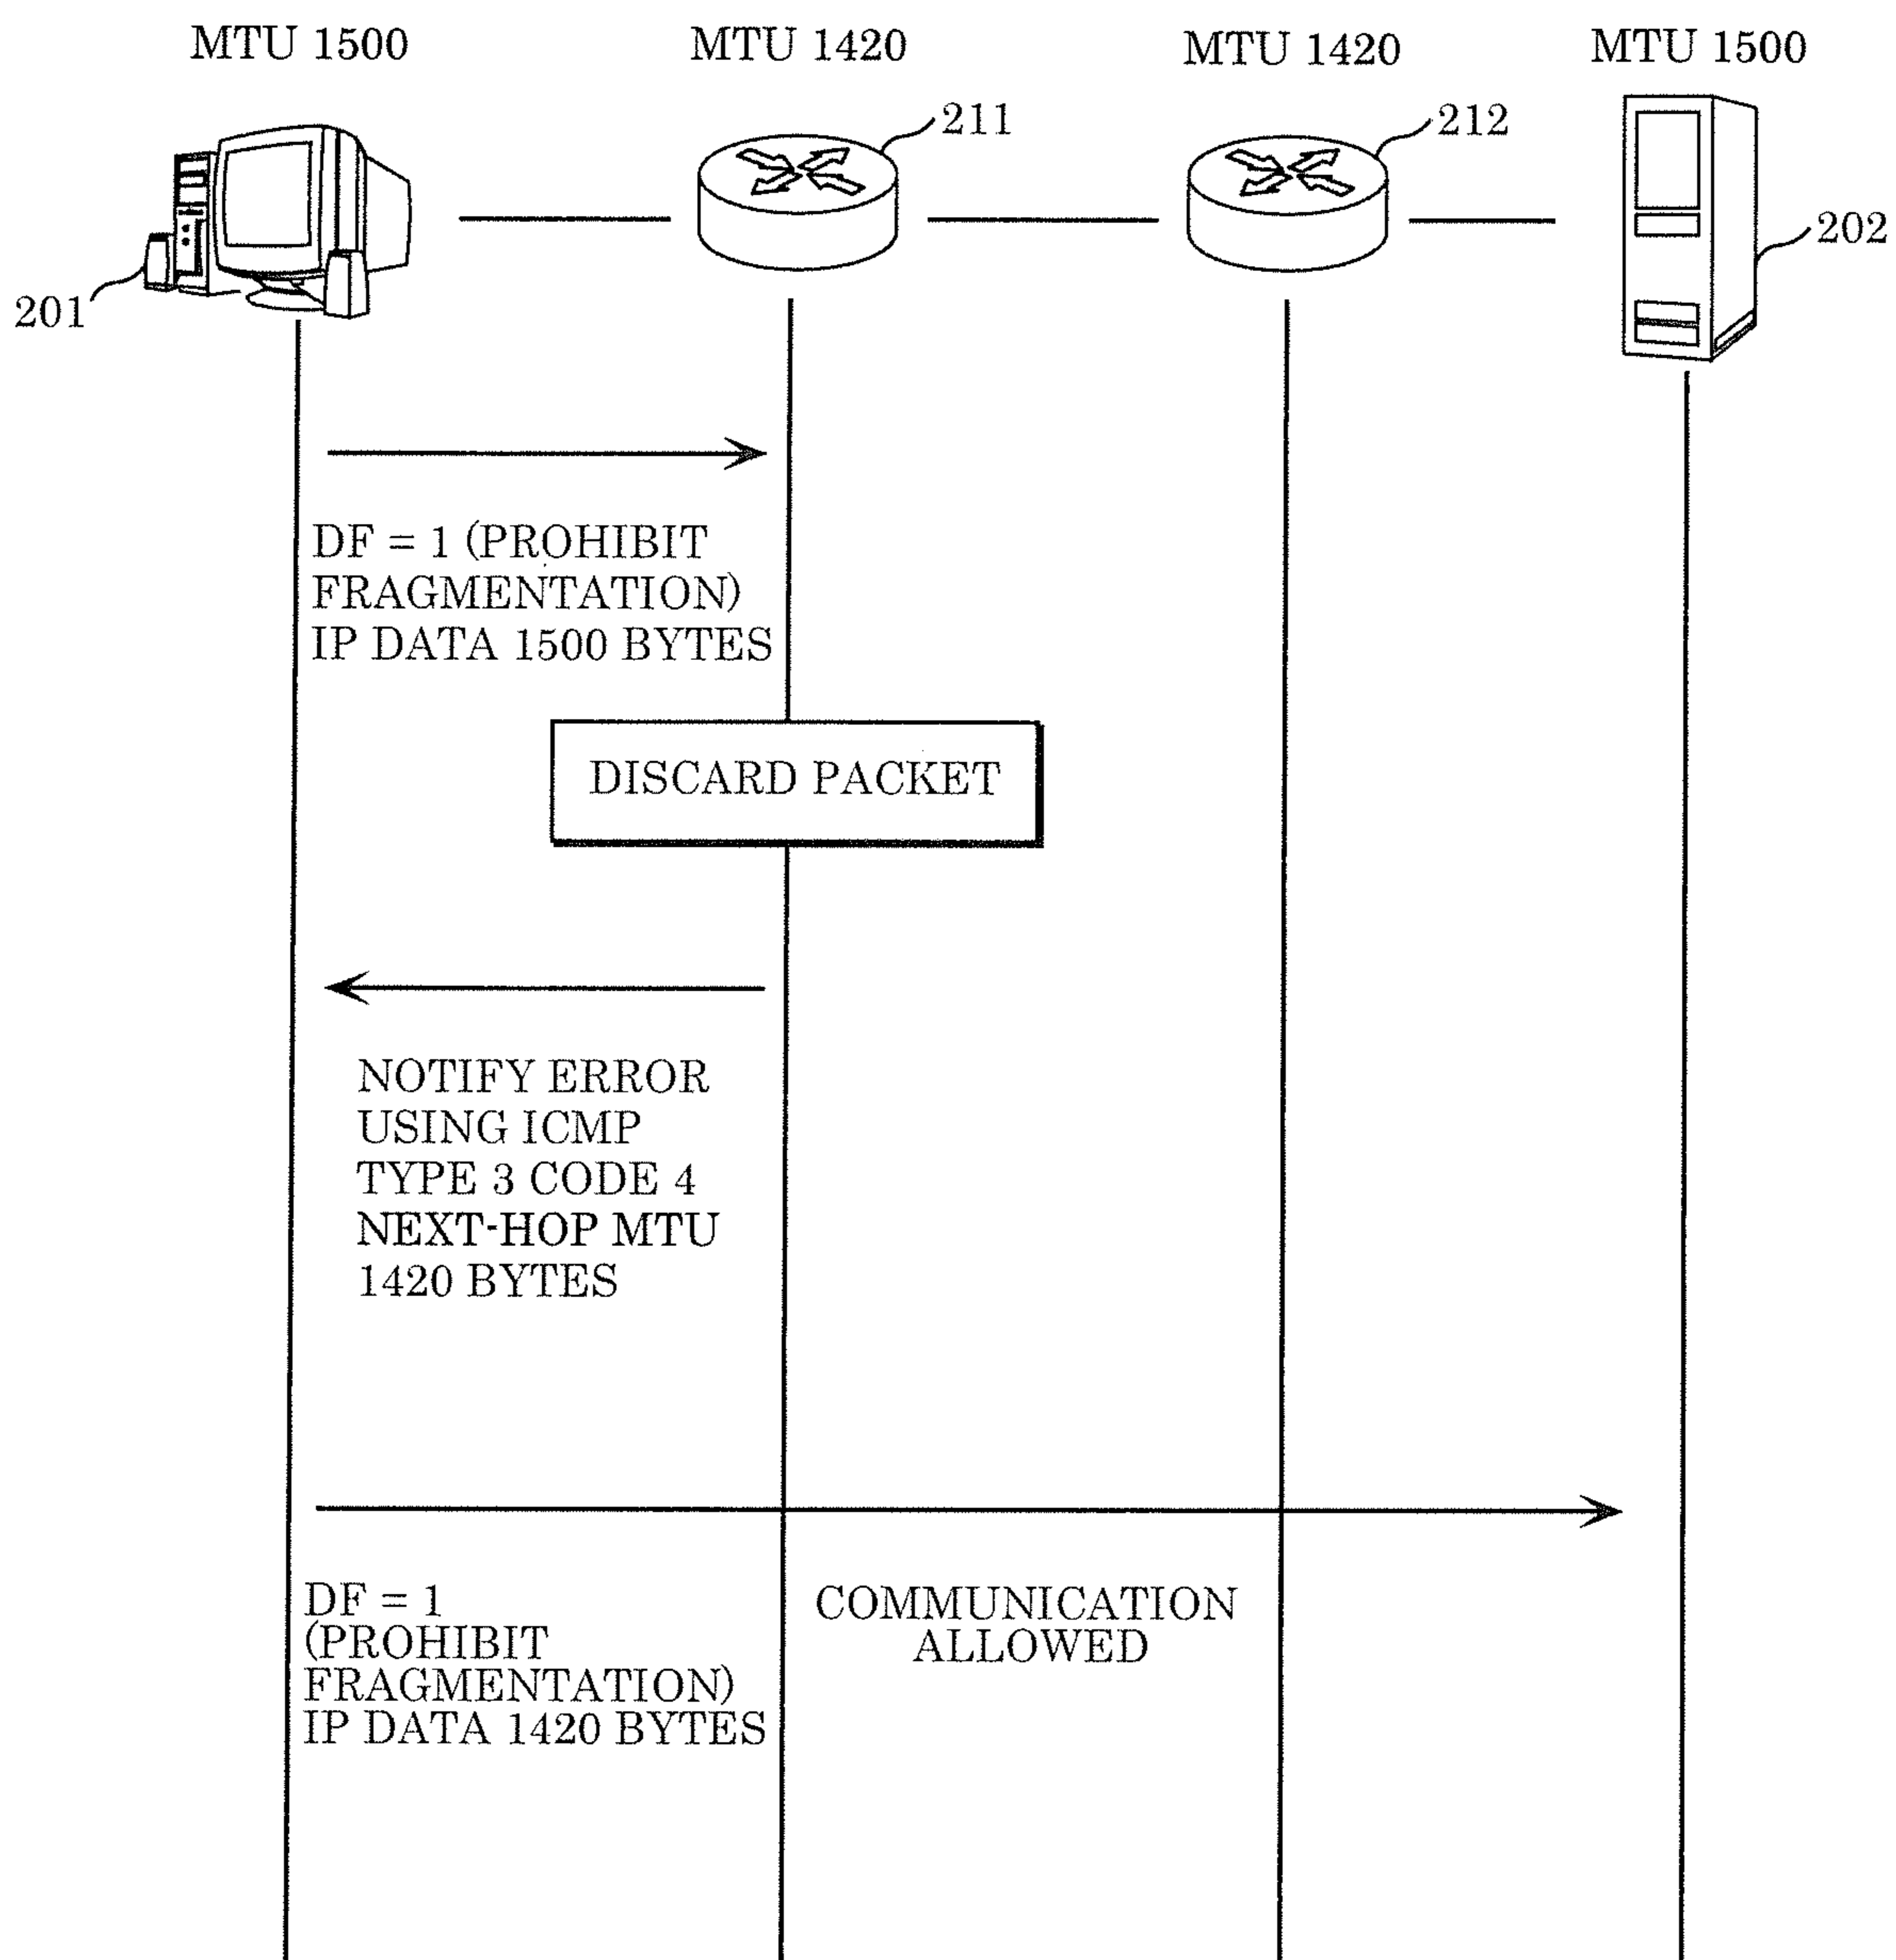 MTU 1500
MTU 1420
MTU 1420
MTU 1500
211
212
202
201
DF = 1 (PROHIBIT
FRAGMENTATION)
IP DATA 1500 BYTES
DISCARD PACKET
NOTIFY ERROR
USING ICMP
TYPE 3 CODE 4
NEXT-HOP MTU
1420 BYTES
DF = 1
(PROHIBIT
FRAGMENTATION)
IP DATA 1420 BYTES
COMMUNICATION
ALLOWED